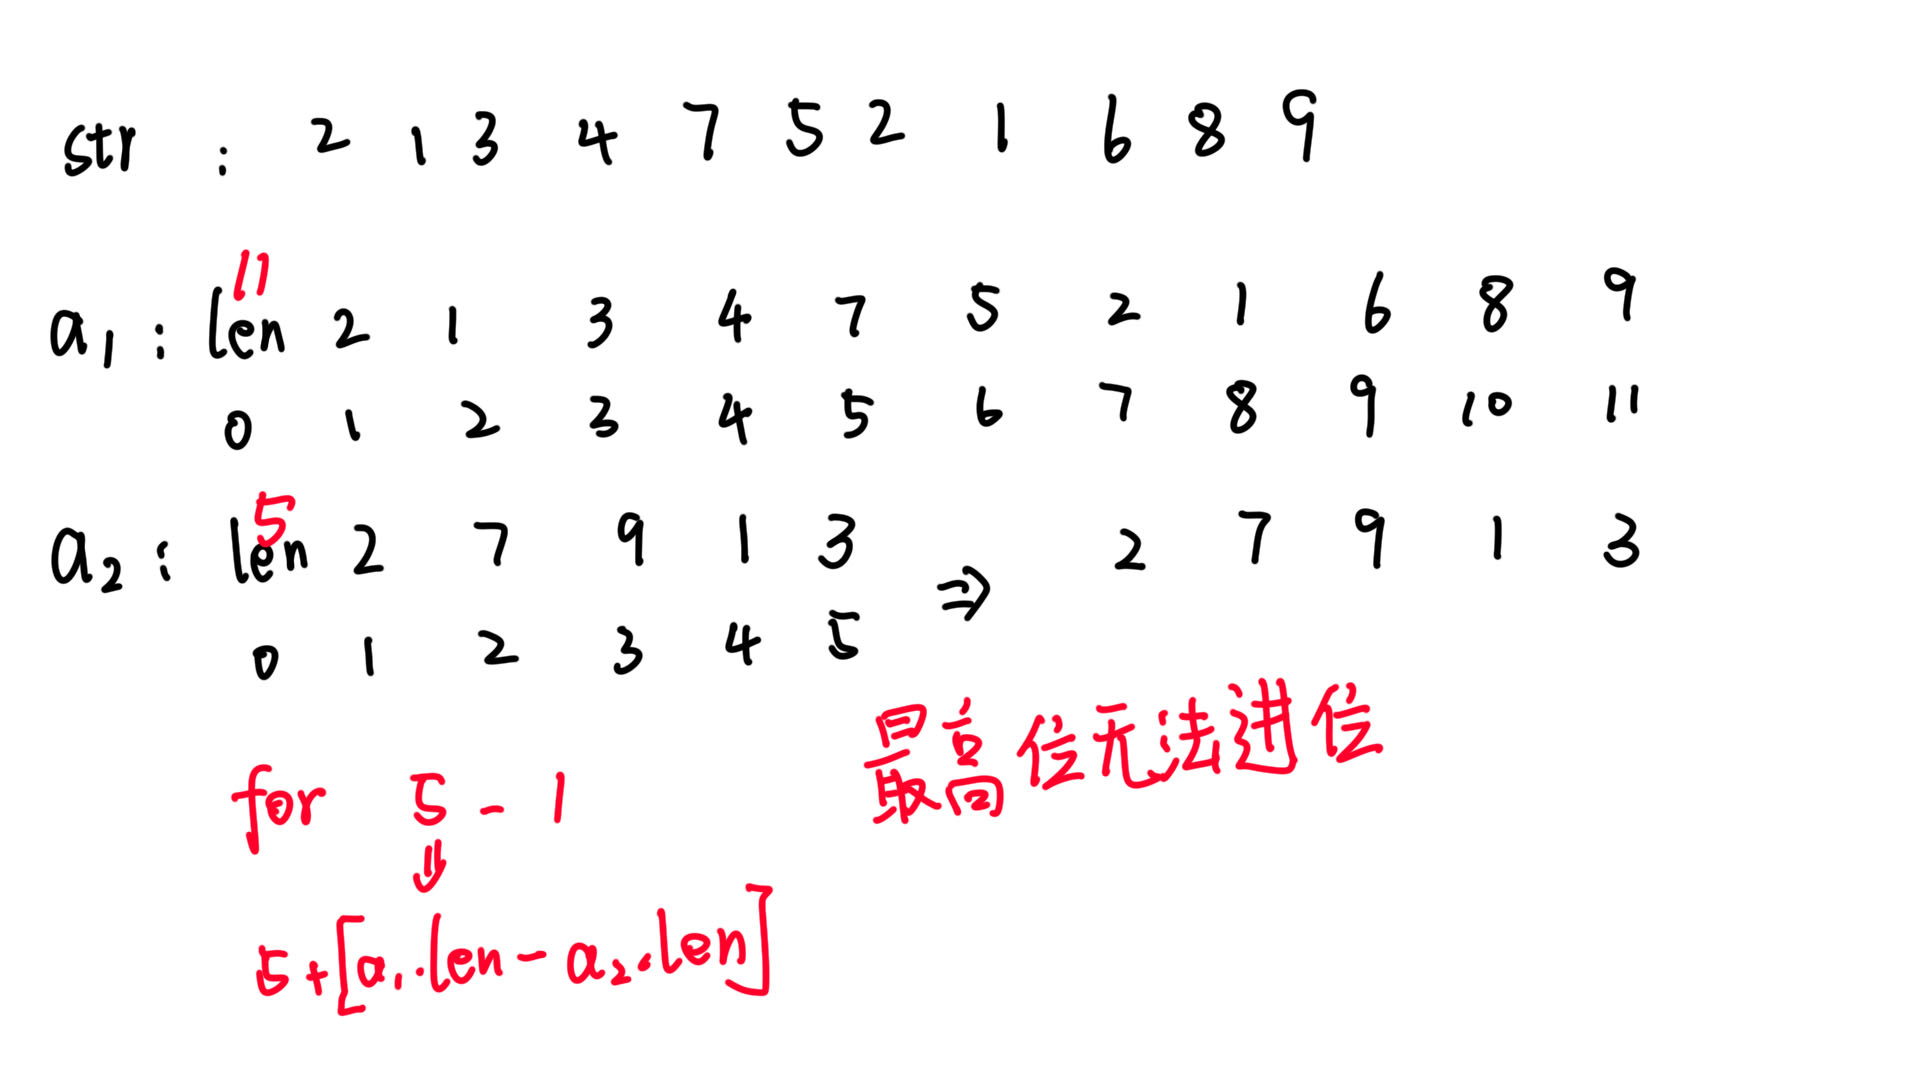 str : 2 1 3 4 7 5 2 1 6 8 9
11
a1 : len 2 1 3 4 7 5 2 1 6 8 9
0 1 2 3 4 5 6 7 8 9 10 11
5
a2 : len 2 7 9 1 3 ⇒ 2 7 9 1 3
0 1 2 3 4 5
最高位无法进位
for 5 - 1
⇓
5+[a1.len-a2.len]